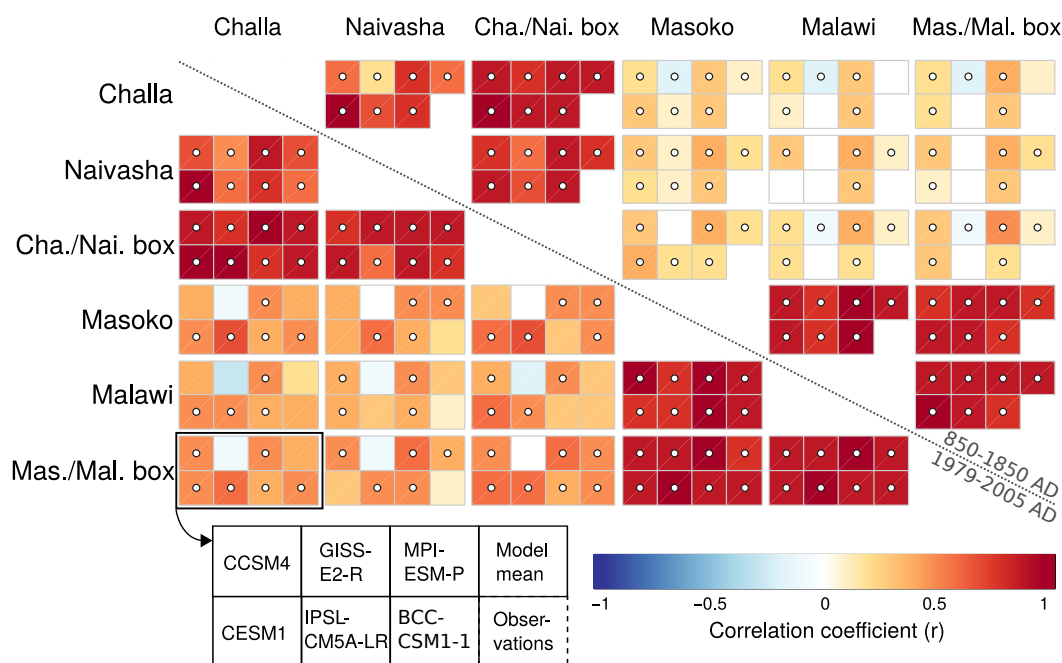 Challa Naivasha Cha./Nai. box Masoko Malawi Mas./Mal. box
Challa
Naivasha
Cha./Nai. box
Masoko
Malawi
Mas./Mal. box
850-1850 AD
1979-2005 AD
CCSM4 GISS-
E2-R MPI-
ESM-P Model
mean
CESM1 IPSL-
CM5A-LR BCC-
CSM1-1 Obser-
vations
−1 −0.5 0 0.5 1
Correlation coefficient (r)